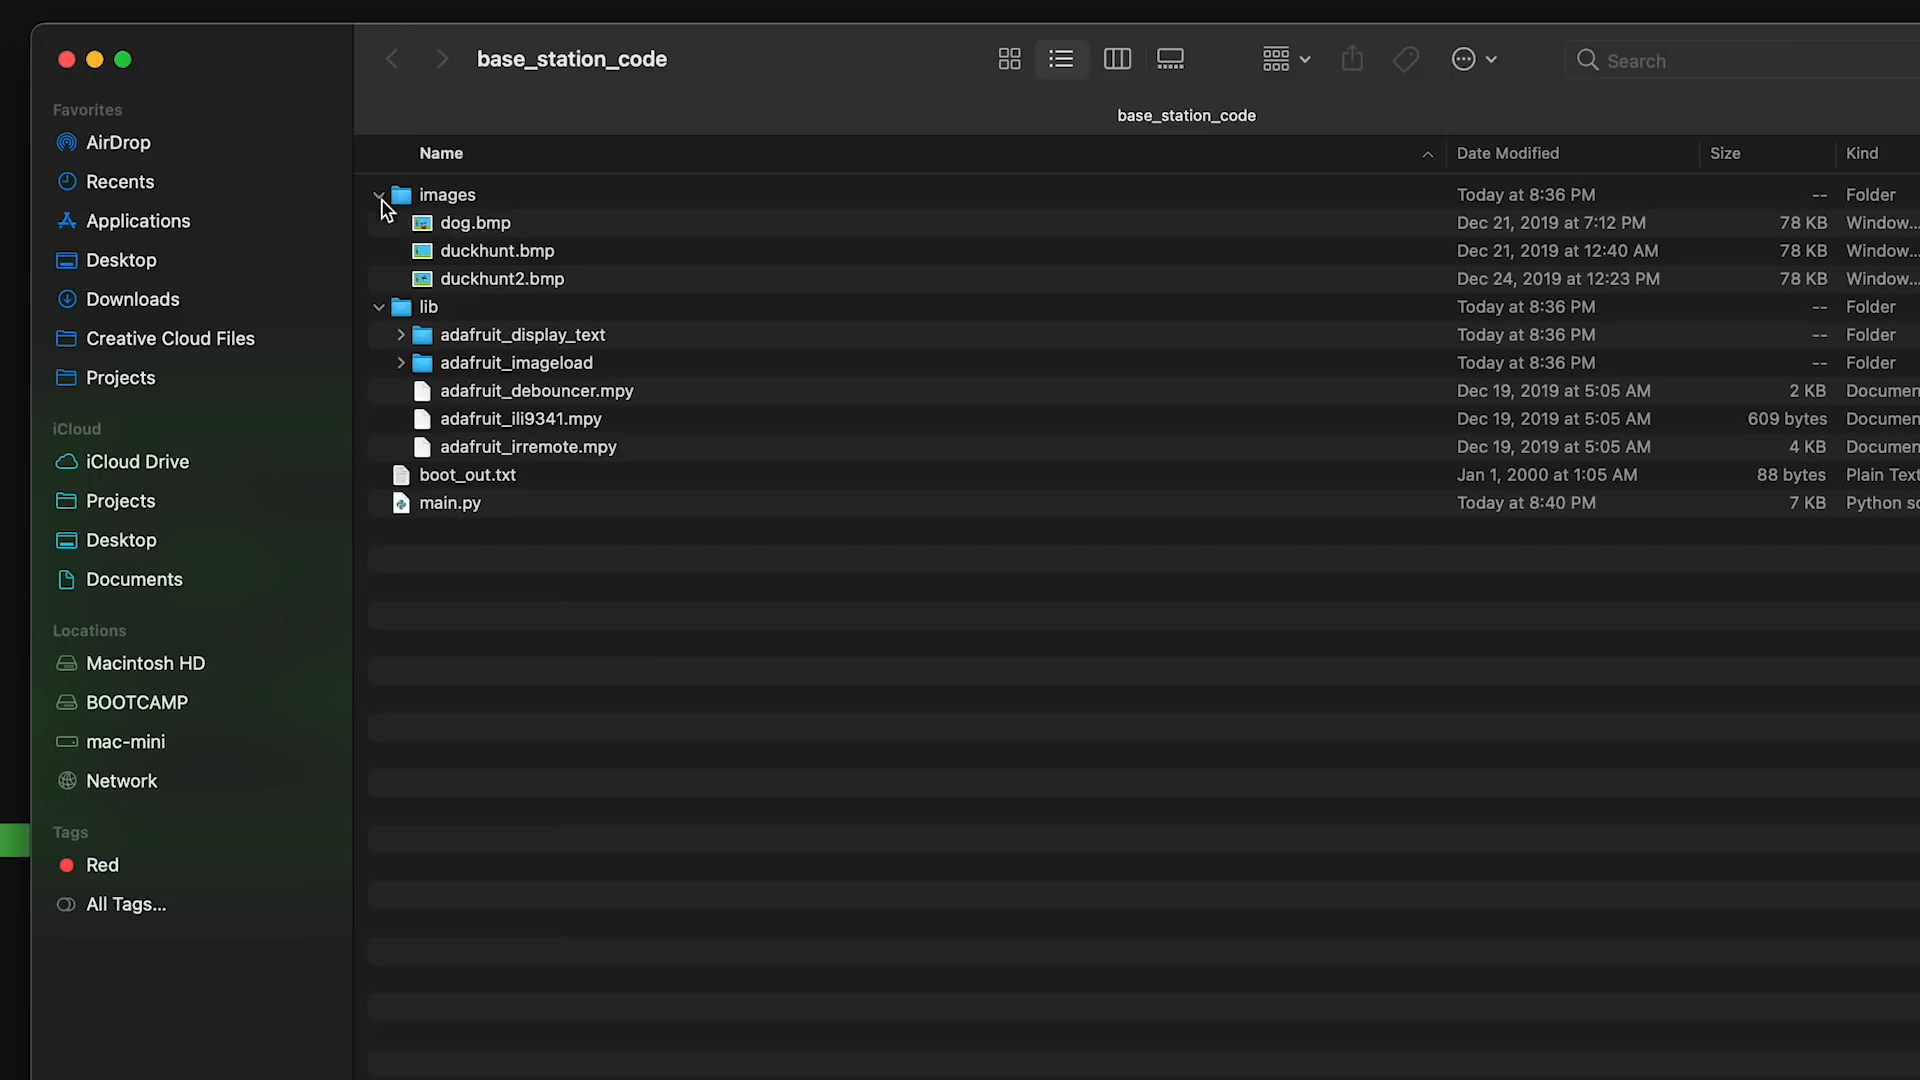 base_station_code
Search
base_station_code
Favorites
AirDrop
Recents
Applications
Desktop
Downloads
Creative Cloud Files
Projects
iCloud
iCloud Drive
Projects
Desktop
Documents
Locations
Macintosh HD
BOOTCAMP
mac-mini
Network
Tags
Red
All Tags...
Name Date Modified Size Kind
images Today at 8:36 PM -- Folder
dog.bmp Dec 21, 2019 at 7:12 PM 78 KB Window...
duckhunt.bmp Dec 21, 2019 at 12:40 AM 78 KB Window...
duckhunt2.bmp Dec 24, 2019 at 12:23 PM 78 KB Window...
lib Today at 8:36 PM -- Folder
adafruit_display_text Today at 8:36 PM -- Folder
adafruit_imageload Today at 8:36 PM -- Folder
adafruit_debouncer.mpy Dec 19, 2019 at 5:05 AM 2 KB Documen
adafruit_ili9341.mpy Dec 19, 2019 at 5:05 AM 609 bytes Documen
adafruit_irremote.mpy Dec 19, 2019 at 5:05 AM 4 KB Documen
boot_out.txt Jan 1, 2000 at 1:05 AM 88 bytes Plain Text
main.py Today at 8:40 PM 7 KB Python sc